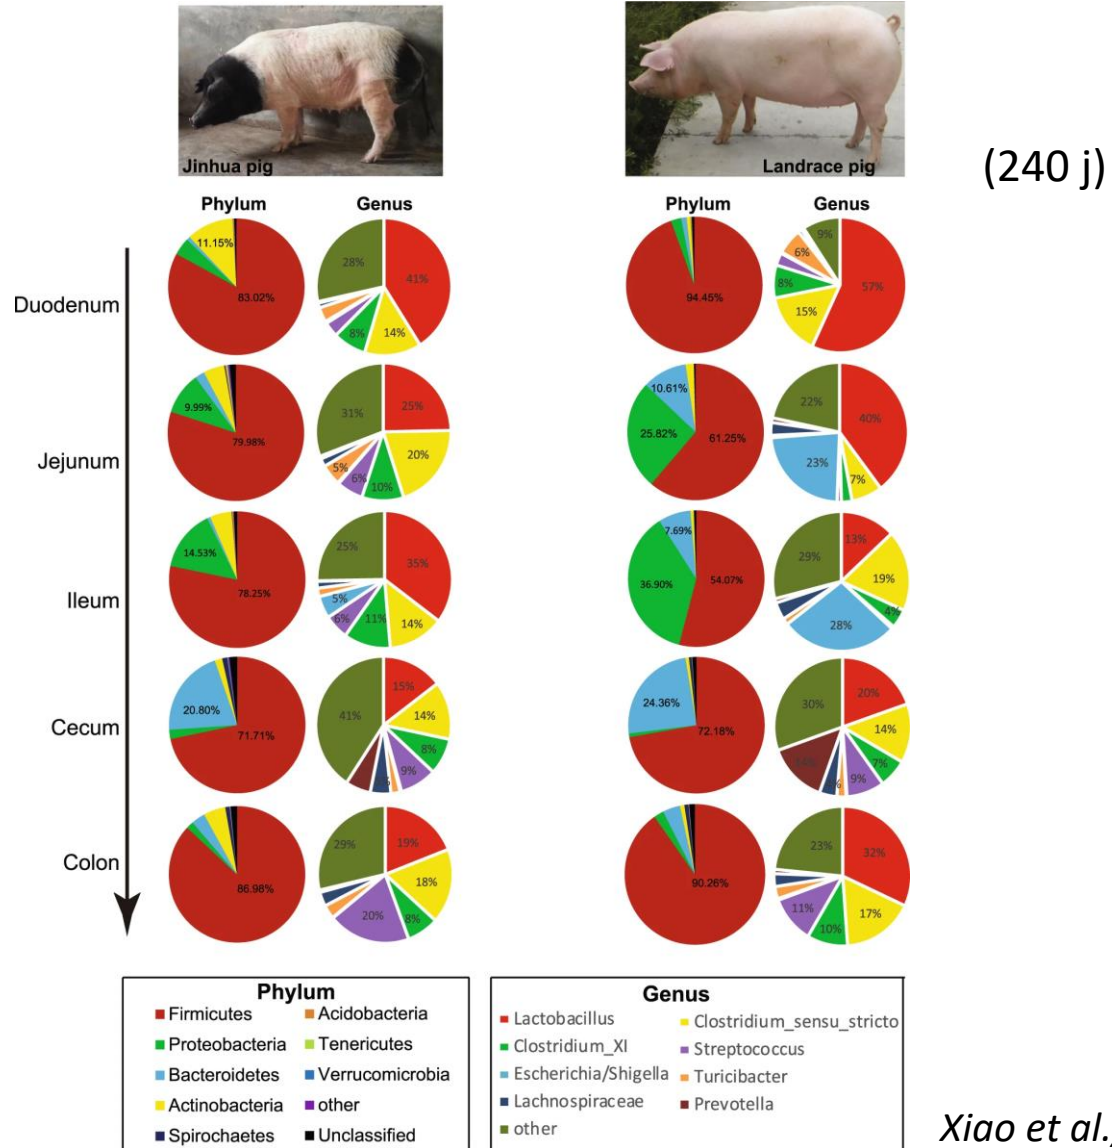 Jinhua pig
Landrace pig
(240 j)
Phylum Genus
Phylum Genus
Duodenum
11.15%
83.02%
28%
41%
8%
14%
94.45%
9%
6%
8%
15%
57%
Jejunum
9.99%
79.98%
31%
25%
5%
6%
10%
20%
10.61%
25.82%
61.25%
22%
40%
23%
7%
Ileum
14.53%
78.25%
25%
35%
5%
6%
11%
14%
7.69%
36.90%
54.07%
29%
13%
19%
4%
28%
Cecum
20.80%
71.71%
41%
15%
14%
8%
9%
24.36%
72.18%
30%
20%
14%
14%
7%
9%
Colon
86.98%
29%
19%
18%
8%
20%
90.26%
23%
32%
11%
10%
17%
Phylum
Firmicutes
Acidobacteria
Proteobacteria
Tenericutes
Bacteroidetes
Verrucomicrobia
Actinobacteria
other
Spirochaetes
Unclassified
Genus
Lactobacillus
Clostridium_sensu_stricto
Clostridium_XI
Streptococcus
Escherichia/Shigella
Turicibacter
Lachnospiraceae
Prevotella
other
Xiao et al.,